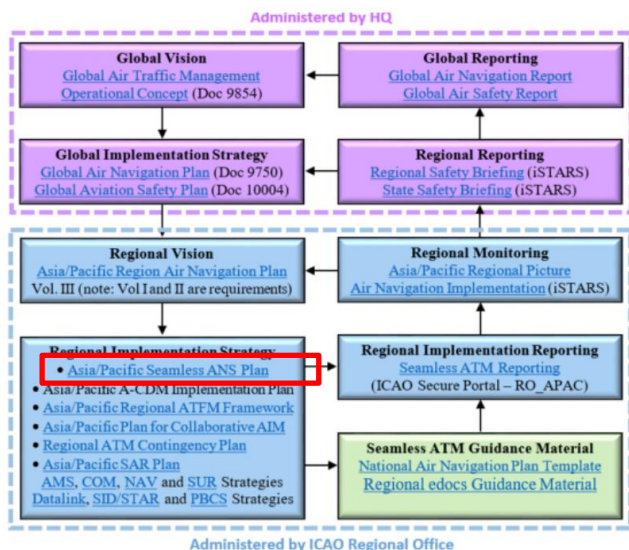 Administered by HQ
Global Vision
Global Air Traffic Management
Operational Concept (Doc 9854)
Global Reporting
Global Air Navigation Report
Global Air Safety Report
Global Implementation Strategy
Global Air Navigation Plan (Doc 9750)
Global Aviation Safety Plan (Doc 10004)
Regional Reporting
Regional Safety Briefing (iSTARS)
State Safety Briefing (iSTARS)
Regional Vision
Asia/Pacific Region Air Navigation Plan
Vol. III (note: Vol I and II are requirements)
Regional Monitoring
Asia/Pacific Regional Picture
Air Navigation Implementation (iSTARS)
Regional Implementation Strategy
• Asia/Pacific Seamless ANS Plan
• Asia/Pacific A-CDM Implementation Plan
• Asia/Pacific Regional ATFM Framework
• Asia/Pacific Plan for Collaborative AIM
• Regional ATM Contingency Plan
• Asia/Pacific SAR Plan
AMS, COM, NAV and SUR Strategies
Datalink, SID/STAR and PBCS Strategies
Regional Implementation Reporting
Seamless ATM Reporting
(ICAO Secure Portal – RO_APAC)
Seamless ATM Guidance Material
National Air Navigation Plan Template
Regional edocs Guidance Material
Administered by ICAO Regional Office